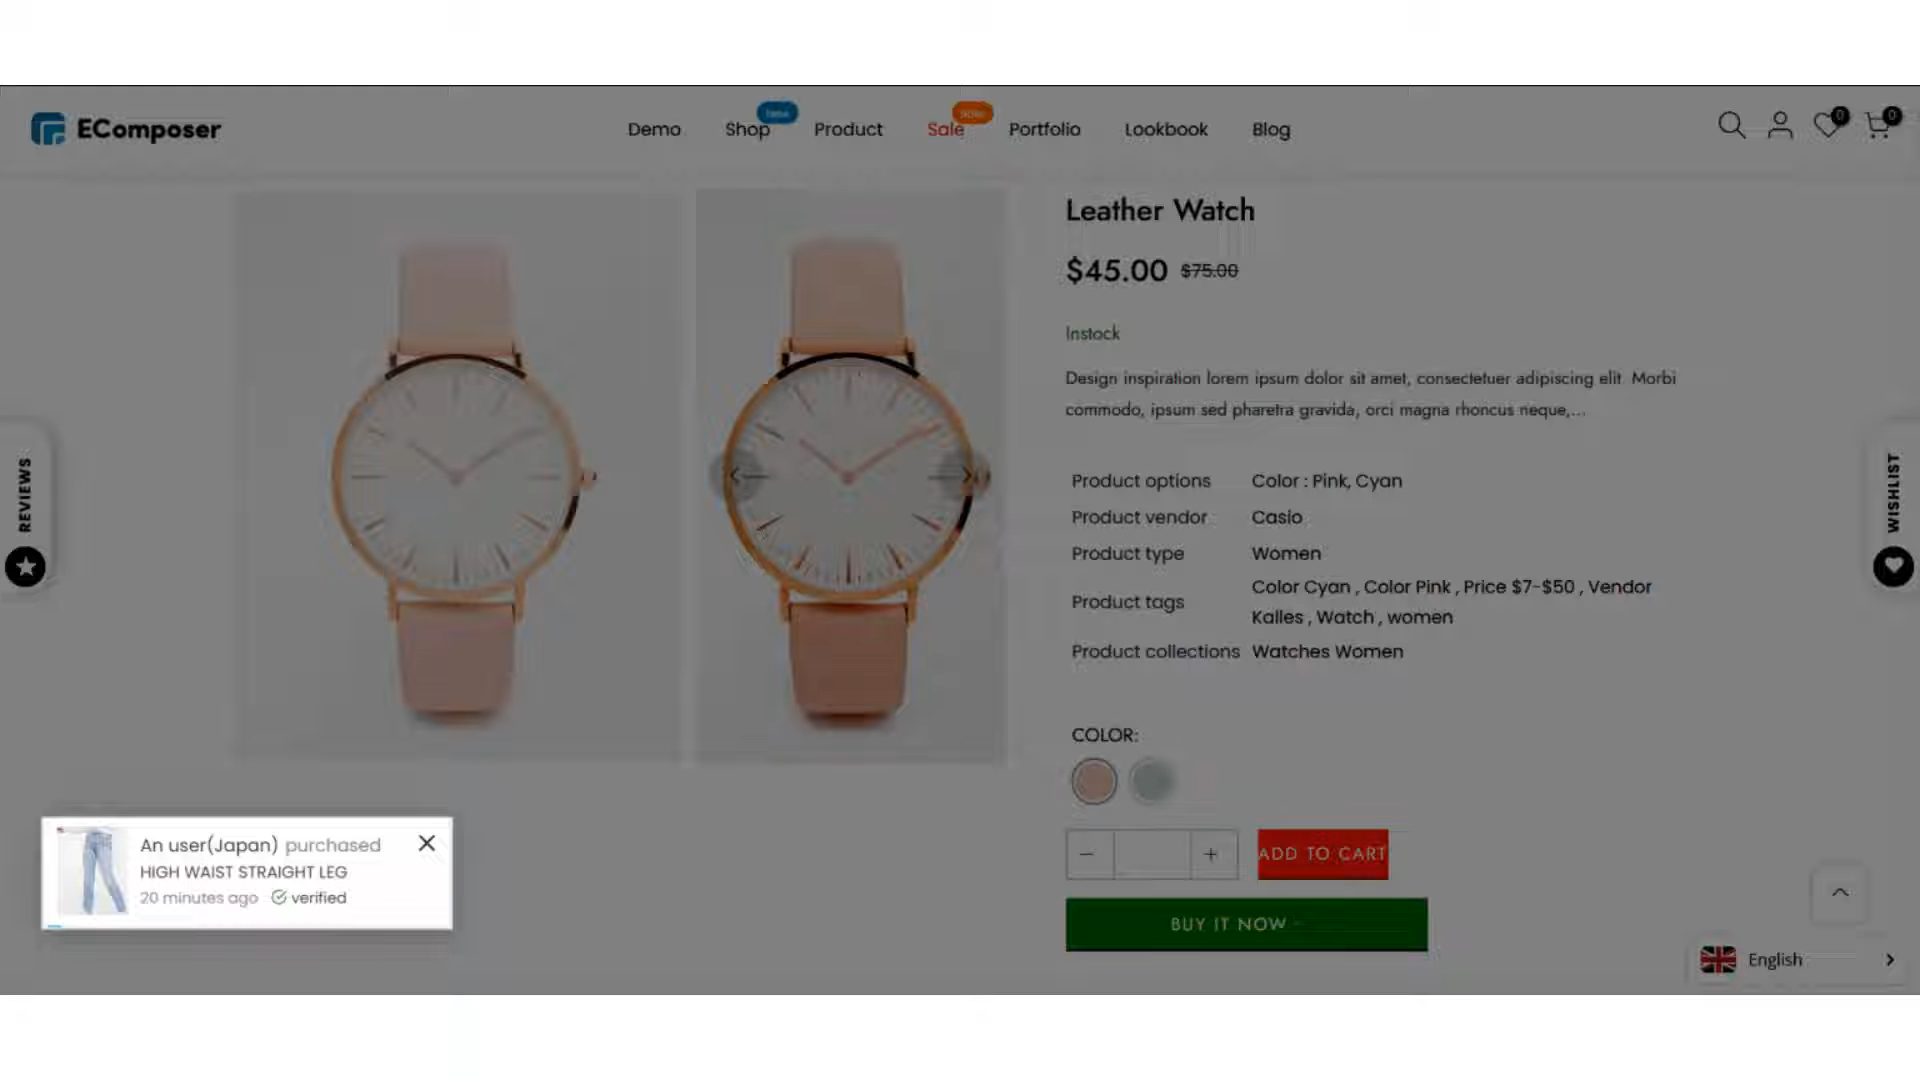 EComposer
Demo
Shop
New
Product
Sale
Portfolio
Lookbook
Blog
0
0
Leather Watch
$45.00 $75.00
Instock
Design inspiration lorem ipsum dolor sit amet, consectetuer adipiscing elit. Morbi
commodo, ipsum sed pharetra gravida, orci magna rhoncus neque,...
Product options Color : Pink, Cyan
Product vendor Casio
Product type Women
Product tags Color Cyan , Color Pink , Price $7-$50 , Vendor
Kalles , Watch , women
Product collections Watches Women
COLOR:
− +
ADD TO CART
BUY IT NOW
REVIEWS
WISHLIST
An user(Japan) purchased
HIGH WAIST STRAIGHT LEG
20 minutes ago verified
English